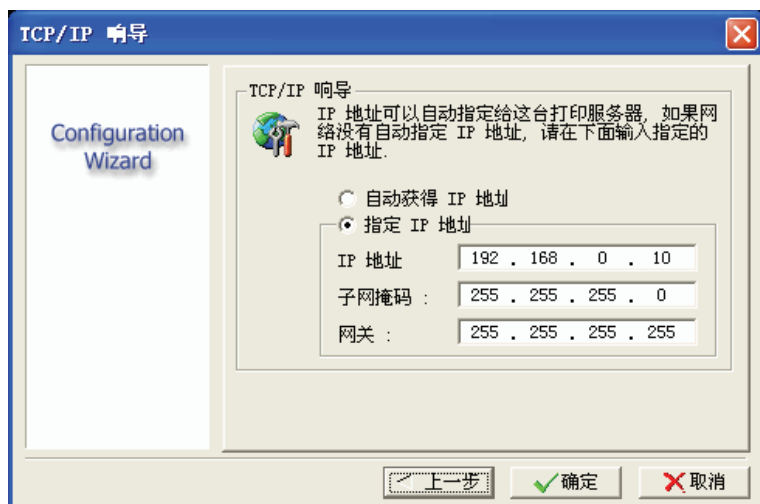 TCP/IP 响导
Configuration
Wizard
TCP/IP 响导
IP 地址可以自动指定给这台打印服务器, 如果网
络没有自动指定 IP 地址, 请在下面输入指定的
IP 地址.
自动获得 IP 地址
指定 IP 地址
IP 地址 192 . 168 . 0 . 10
子网掩码 : 255 . 255 . 255 . 0
网关 : 255 . 255 . 255 . 255
< 上一步 确定 取消